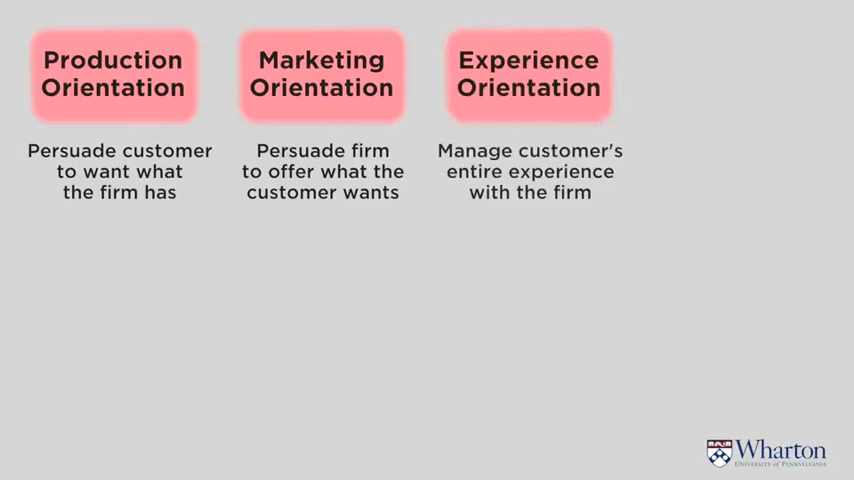 Production
Orientation
Persuade customer
to want what
the firm has
Marketing
Orientation
Persuade firm
to offer what the
customer wants
Experience
Orientation
Manage customer's
entire experience
with the firm
Wharton
UNIVERSITY of PENNSYLVANIA